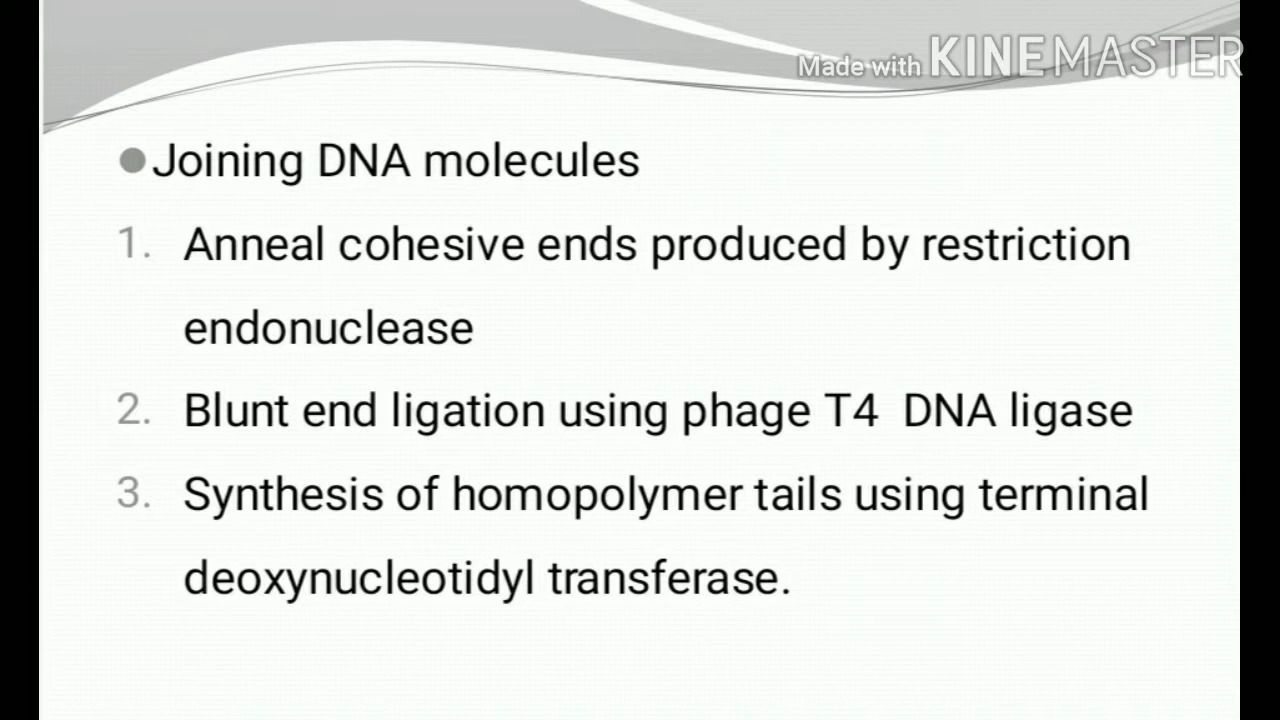 Made with KINEMASTER
●Joining DNA molecules
1. Anneal cohesive ends produced by restriction
endonuclease
2. Blunt end ligation using phage T4 DNA ligase
3. Synthesis of homopolymer tails using terminal
deoxynucleotidyl transferase.